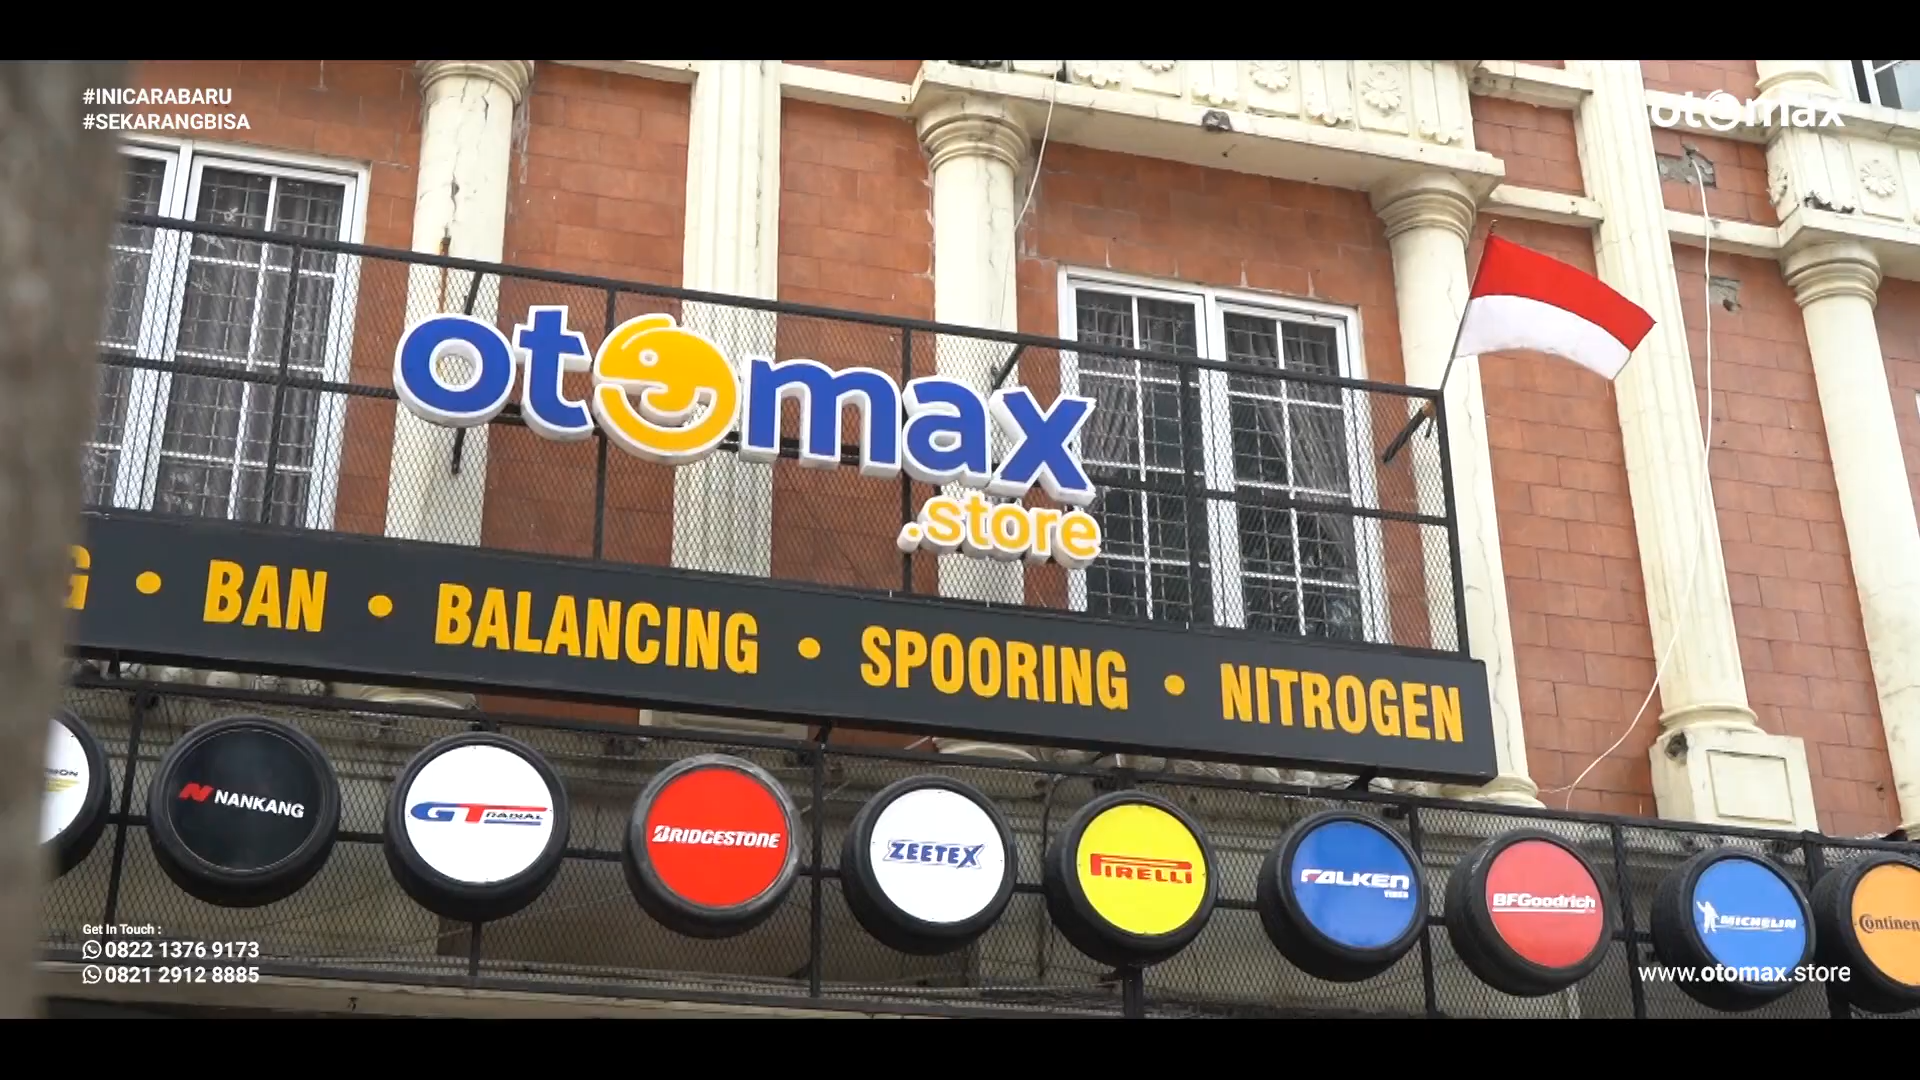 #INICARABARU
#SEKARANGBISA
otomax
otomax
.store
• BAN • BALANCING • SPOORING • NITROGEN
NANKANG
GT RADIAL
BRIDGESTONE
ZEETEX
PIRELLI
FALKEN
TIRES
BFGoodrich
MICHELIN
Get In Touch :
0822 1376 9173
0821 2912 8885
www.otomax.store